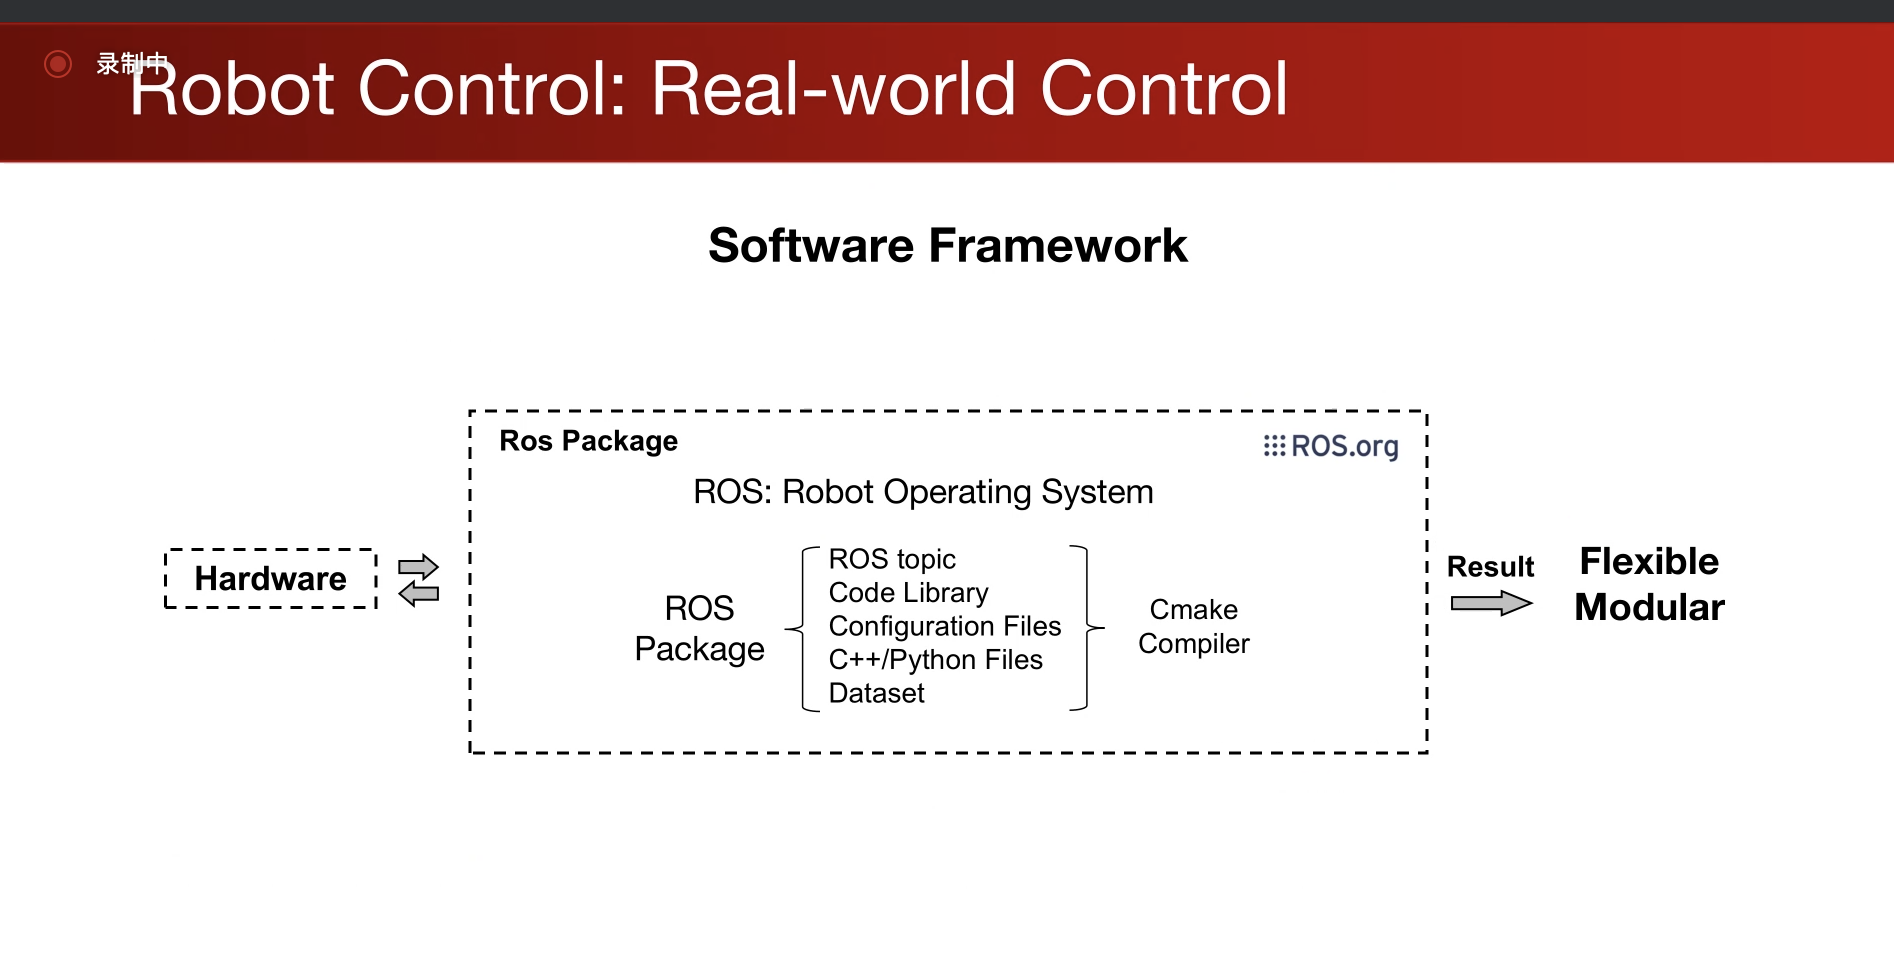 录制中
Robot Control: Real-world Control
Software Framework
Ros Package
ROS.org
ROS: Robot Operating System
Hardware
ROS
Package
ROS topic
Code Library
Configuration Files
C++/Python Files
Dataset
Cmake
Compiler
Result
Flexible
Modular